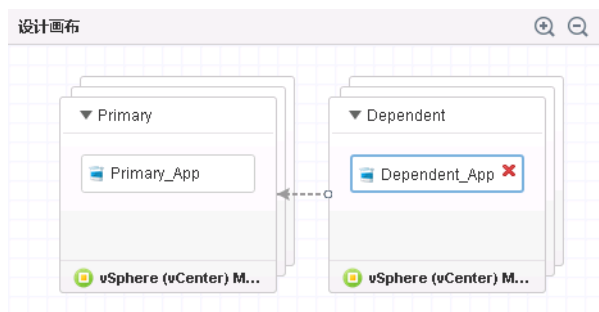 设计画布
Primary
Dependent
Primary_App
Dependent_App
vSphere (vCenter) M...
vSphere (vCenter) M...